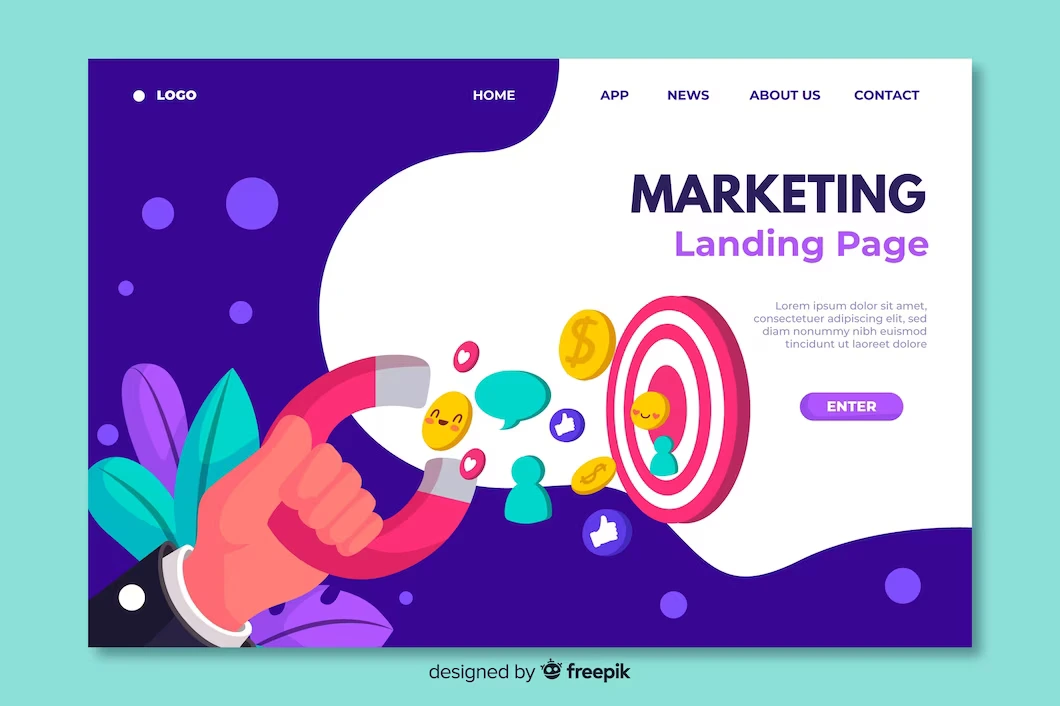 LOGO
HOME
APP
NEWS
ABOUT US
CONTACT
MARKETING
Landing Page
Lorem ipsum dolor sit amet,
consectetuer adipiscing elit, sed
diam nonummy nibh euismod
tincidunt ut laoreet dolore
ENTER
$
$
designed by freepik